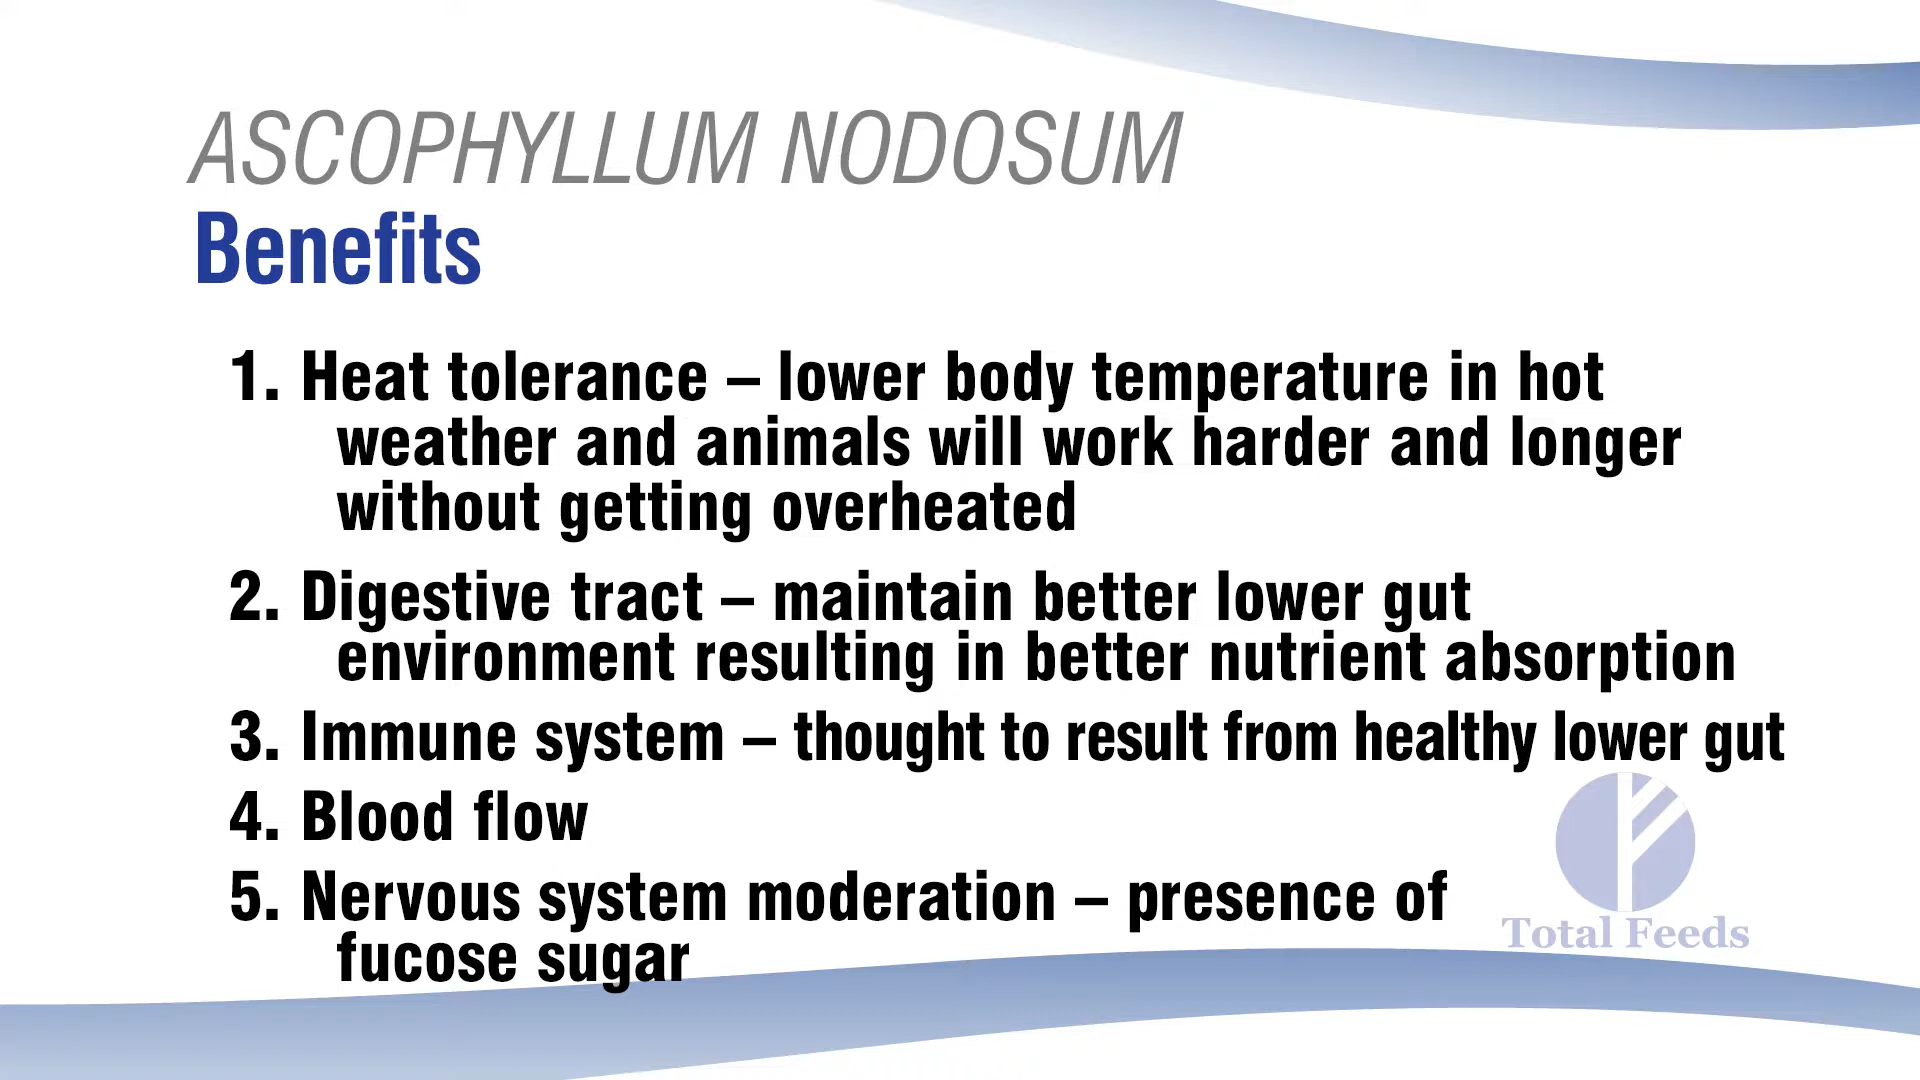 ASCOPHYLLUM NODOSUM
Benefits
1. Heat tolerance – lower body temperature in hot
weather and animals will work harder and longer
without getting overheated
2. Digestive tract – maintain better lower gut
environment resulting in better nutrient absorption
3. Immune system – thought to result from healthy lower gut
4. Blood flow
5. Nervous system moderation – presence of
fucose sugar
Total Feeds